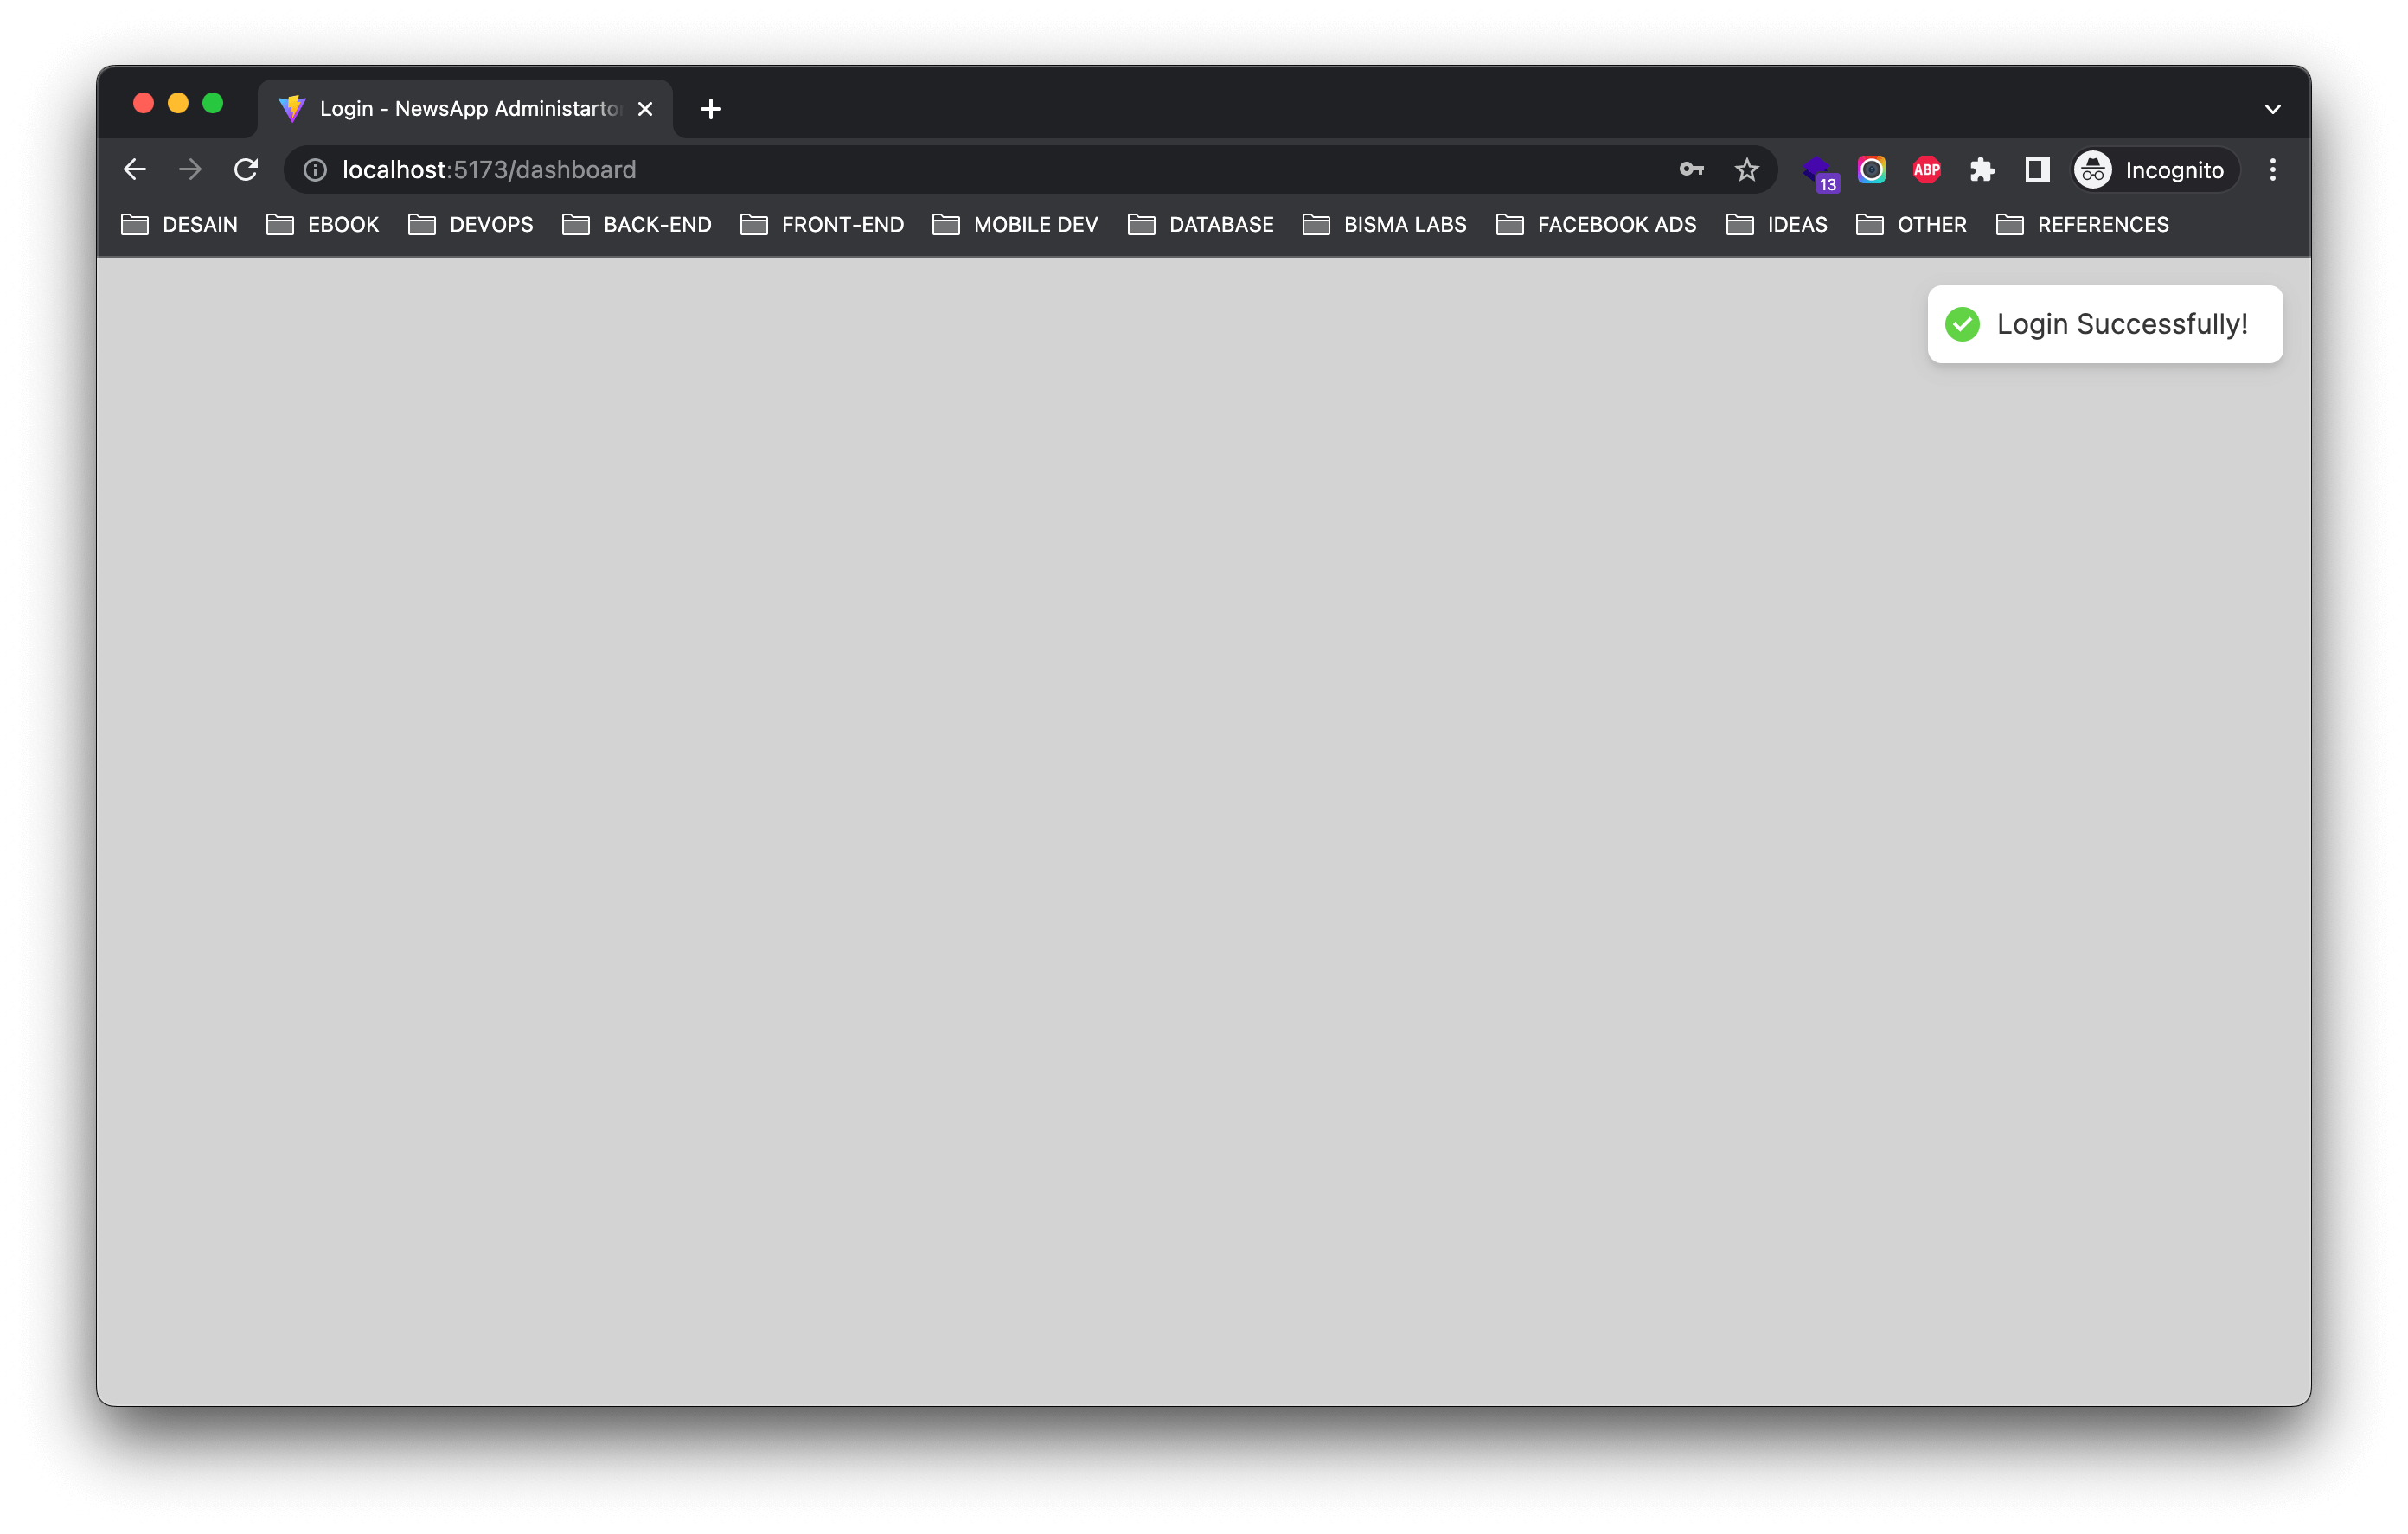 Login - NewsApp Administartor
localhost:5173/dashboard
13
ABP
Incognito
DESAIN EBOOK DEVOPS BACK-END FRONT-END MOBILE DEV DATABASE BISMA LABS FACEBOOK ADS IDEAS OTHER REFERENCES
Login Successfully!